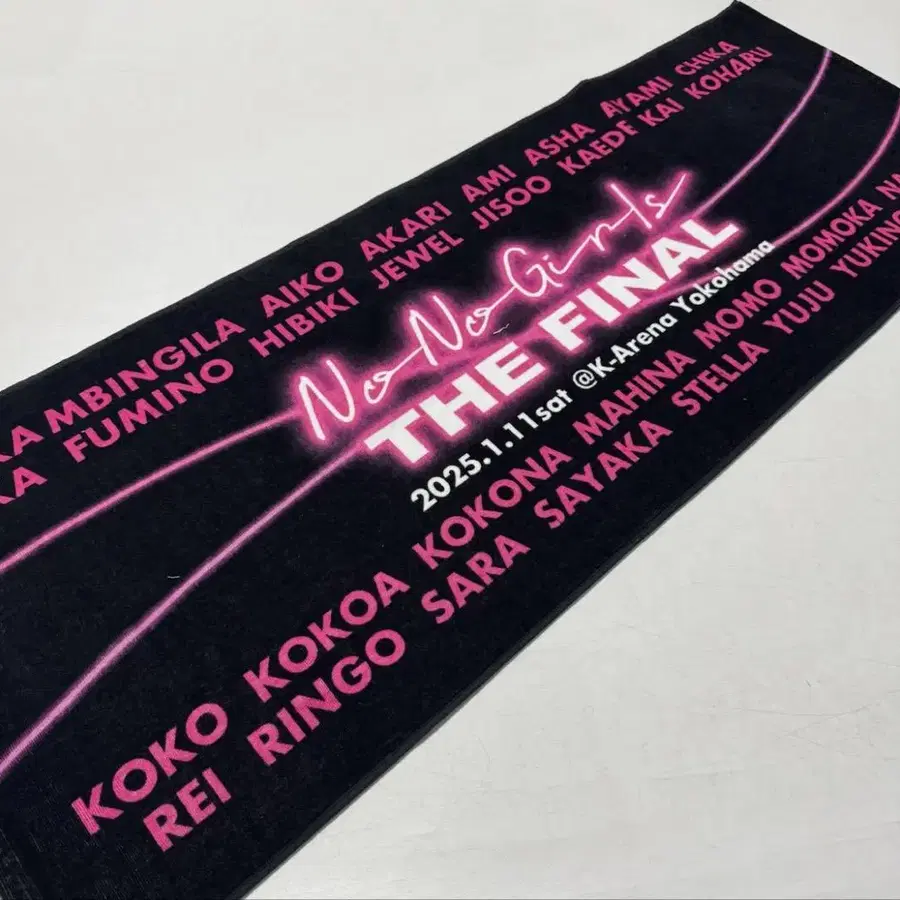 MBINGILA AIKO AKARI AMI ASHA AYAMI CHIKA
FUMINO HIBIKI JEWEL JISOO KAEDE KAI KOHARU
No No Girls
THE FINAL
2025.1.11sat @K-Arena Yokohama
KOKO KOKOA KOKONA MAHINA MOMO MOMOKA
REI RINGO SARA SAYAKA STELLA YUJU